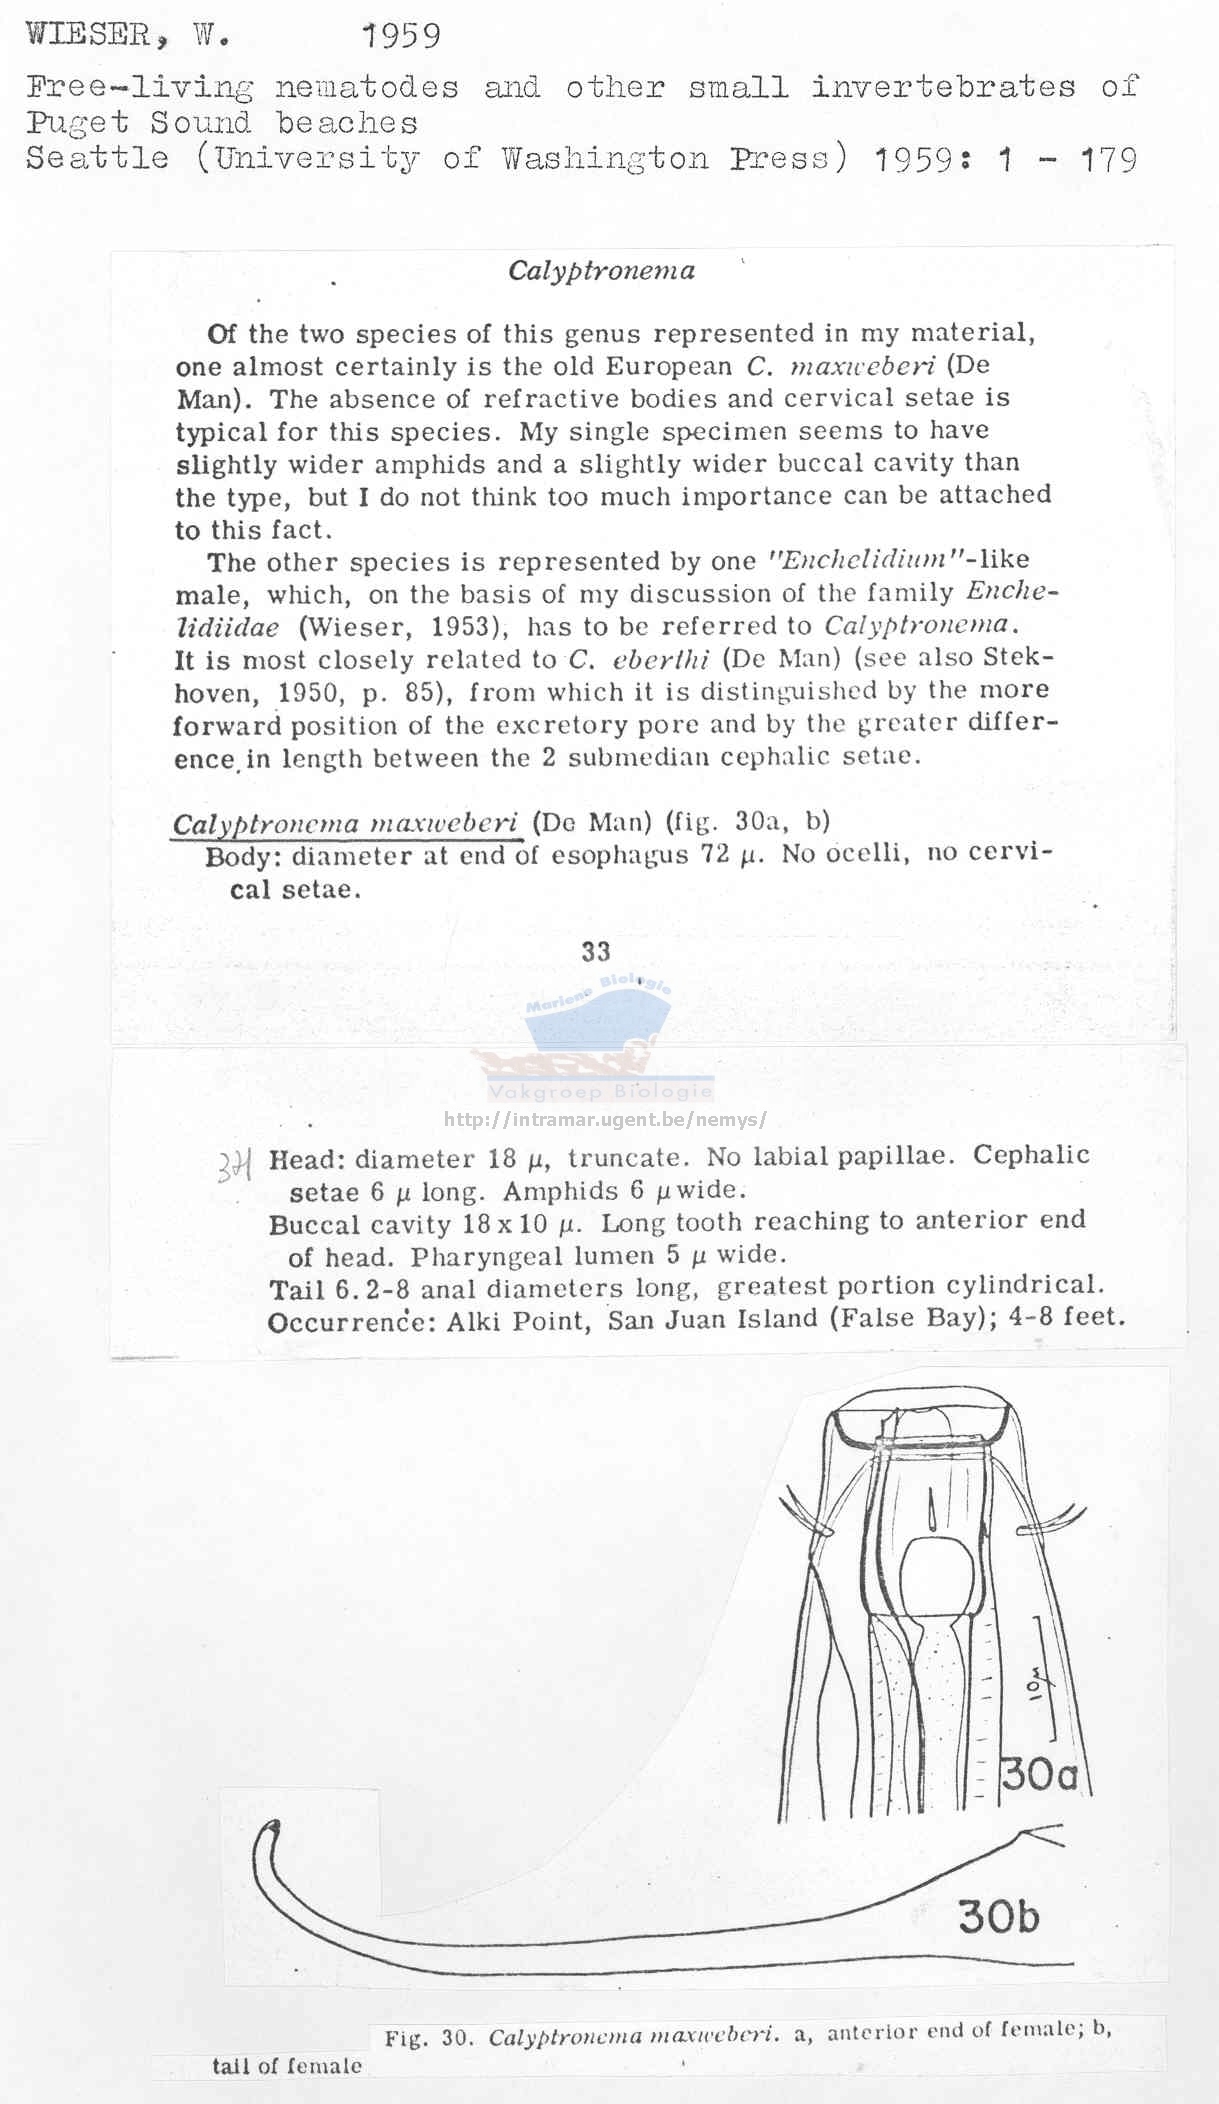 WIESER, W. 1959
Free-living nematodes and other small invertebrates of
Puget Sound beaches
Seattle (University of Washington Press) 1959: 1 - 179
Calyptronema
Of the two species of this genus represented in my material,
one almost certainly is the old European C. maxweberi (De
Man). The absence of refractive bodies and cervical setae is
typical for this species. My single specimen seems to have
slightly wider amphids and a slightly wider buccal cavity than
the type, but I do not think too much importance can be attached
to this fact.
The other species is represented by one "Enchelidium"-like
male, which, on the basis of my discussion of the family Enche-
lidiidae (Wieser, 1953), has to be referred to Calyptronema.
It is most closely related to C. eberthi (De Man) (see also Stek-
hoven, 1950, p. 85), from which it is distinguished by the more
forward position of the excretory pore and by the greater differ-
ence in length between the 2 submedian cephalic setae.
Calyptronema maxweberi (De Man) (fig. 30a, b)
Body: diameter at end of esophagus 72 µ. No ocelli, no cervi-
cal setae.
33
Mariene Biologie
Vakgroep Biologie
http://intramar.ugent.be/nemys/
34 Head: diameter 18 µ, truncate. No labial papillae. Cephalic
setae 6 µ long. Amphids 6 µ wide.
Buccal cavity 18 x 10 µ. Long tooth reaching to anterior end
of head. Pharyngeal lumen 5 µ wide.
Tail 6.2-8 anal diameters long, greatest portion cylindrical.
Occurrence: Alki Point, San Juan Island (False Bay); 4-8 feet.
10µ
30a
30b
Fig. 30. Calyptronema maxweberi. a, anterior end of female; b,
tail of female